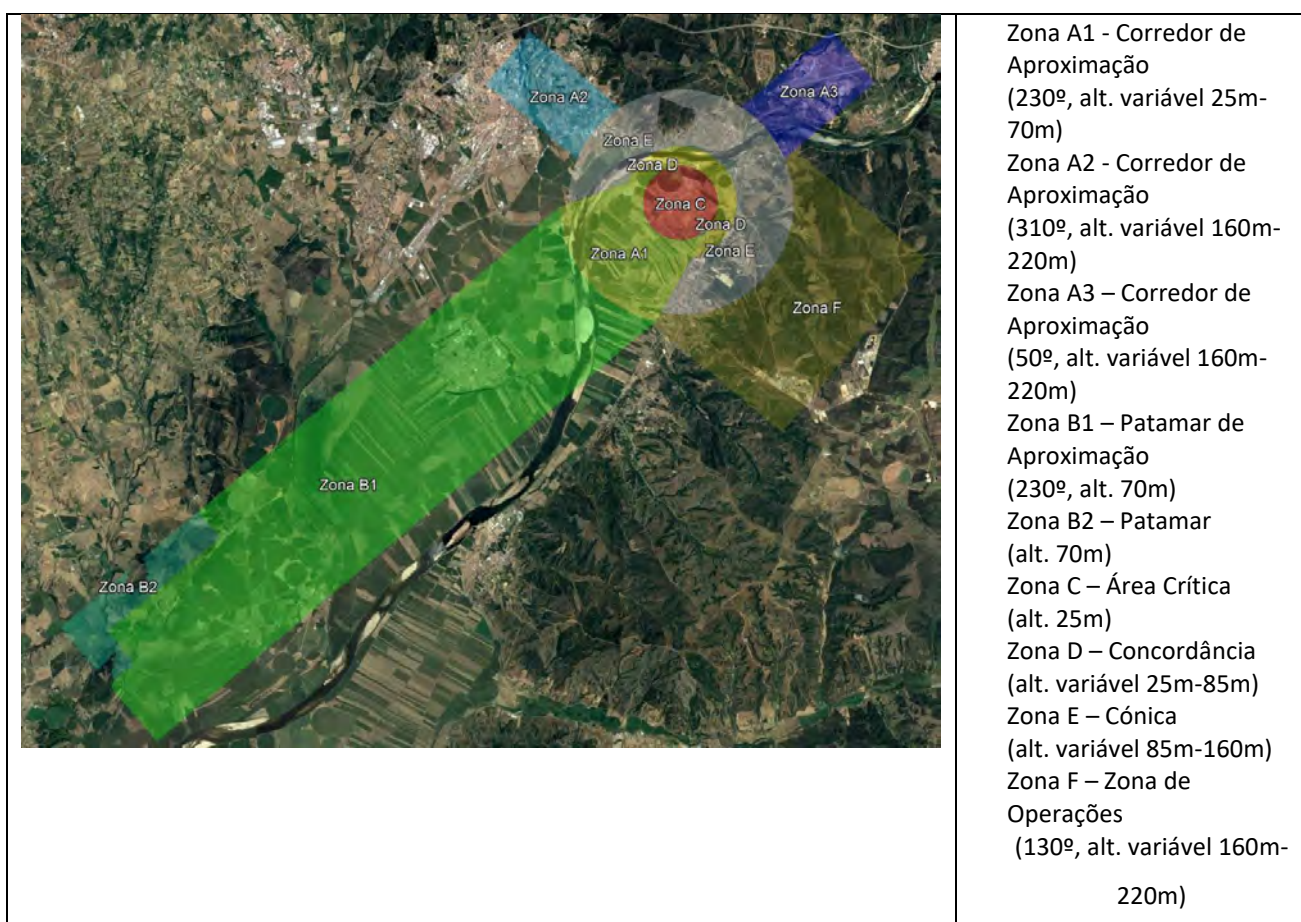 Zona A2
Zona A3
Zona E
Zona D
Zona C
Zona D
Zona A1
Zona E
Zona F
Zona B1
Zona B2
Zona A1 - Corredor de
Aproximação
(230º, alt. variável 25m-
70m)
Zona A2 - Corredor de
Aproximação
(310º, alt. variável 160m-
220m)
Zona A3 – Corredor de
Aproximação
(50º, alt. variável 160m-
220m)
Zona B1 – Patamar de
Aproximação
(230º, alt. 70m)
Zona B2 – Patamar
(alt. 70m)
Zona C – Área Crítica
(alt. 25m)
Zona D – Concordância
(alt. variável 25m-85m)
Zona E – Cónica
(alt. variável 85m-160m)
Zona F – Zona de
Operações
(130º, alt. variável 160m-
220m)